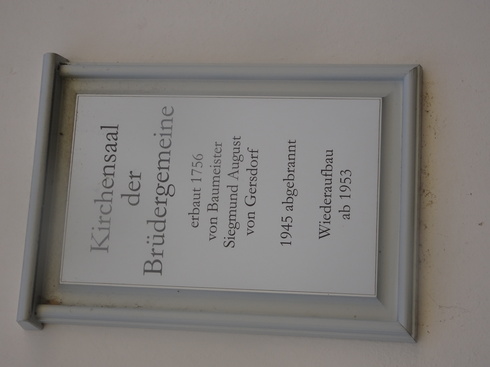 Kirchensaal
der
Brüdergemeine
erbaut 1756
von Baumeister
Siegmund August
von Gersdorf
1945 abgebrannt
Wiederaufbau
ab 1953